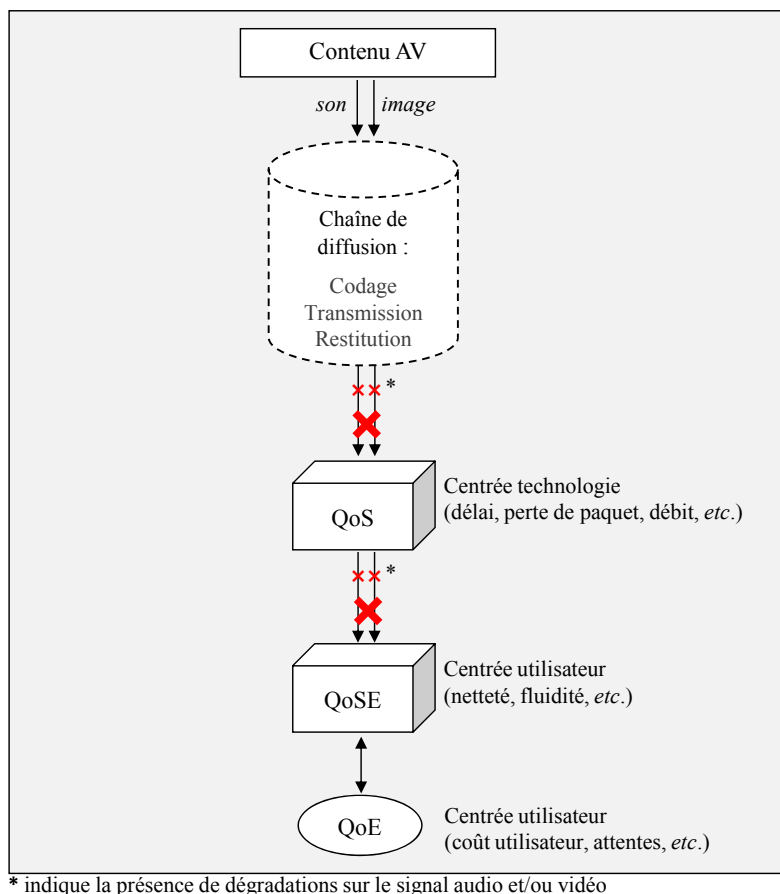 Contenu AV
son image
Chaîne de
diffusion :
Codage
Transmission
Restitution
*
QoS
Centrée technologie
(délai, perte de paquet, débit, etc.)
*
QoSE
Centrée utilisateur
(netteté, fluidité, etc.)
QoE
Centrée utilisateur
(coût utilisateur, attentes, etc.)
* indique la présence de dégradations sur le signal audio et/ou vidéo